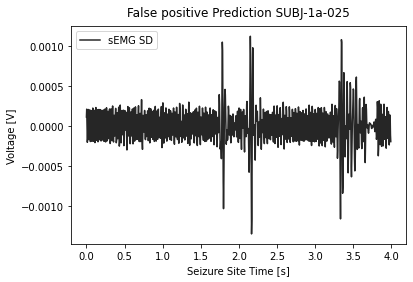 False positive Prediction SUBJ-1a-025
sEMG SD
0.0010
0.0005
0.0000
−0.0005
−0.0010
Voltage [V]
0.0 0.5 1.0 1.5 2.0 2.5 3.0 3.5 4.0
Seizure Site Time [s]